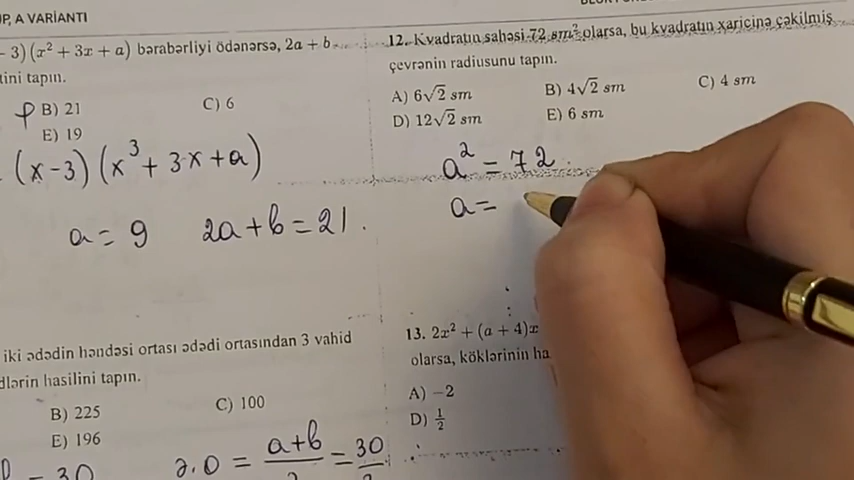 P, A VARİANTI
− 3)(x² + 3x + a) bərabərliyi ödənərsə, 2a + b
tini tapın.
B) 21 C) 6
E) 19
(x-3)(x³+3x+a)
a = 9 2a+b=21.
iki ədədin həndəsi ortası ədədi ortasından 3 vahid
dlərin hasilini tapın.
B) 225 C) 100
E) 196
= 30 ə.o = a+b = 30
12. Kvadratın sahəsi 72 sm² olarsa, bu kvadratın xaricinə çəkilmiş
çevrənin radiusunu tapın.
A) 6√2 sm B) 4√2 sm C) 4 sm
D) 12√2 sm E) 6 sm
a² = 72
a =
13. 2x² + (a + 4)x
olarsa, köklərinin ha
A) −2
D) 1/2